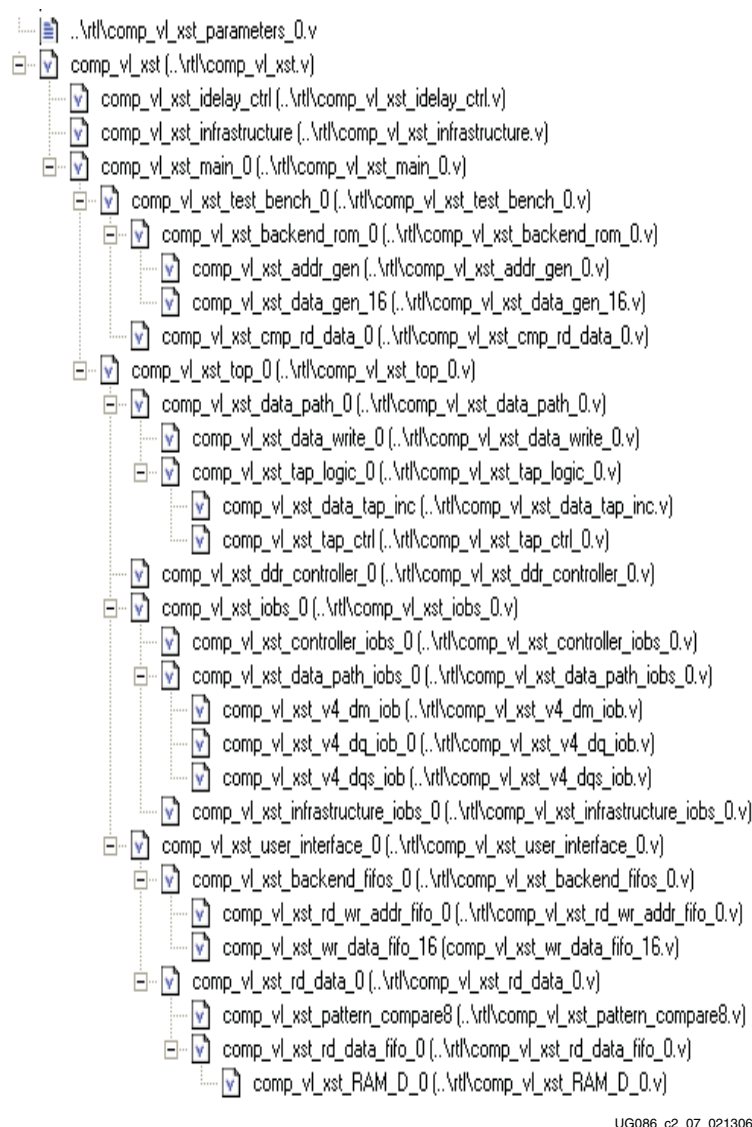 ..\rtl\comp_vl_xst_parameters_0.v
comp_vl_xst (..\rtl\comp_vl_xst.v)
comp_vl_xst_idelay_ctrl (..\rtl\comp_vl_xst_idelay_ctrl.v)
comp_vl_xst_infrastructure (..\rtl\comp_vl_xst_infrastructure.v)
comp_vl_xst_main_0 (..\rtl\comp_vl_xst_main_0.v)
comp_vl_xst_test_bench_0 (..\rtl\comp_vl_xst_test_bench_0.v)
comp_vl_xst_backend_rom_0 (..\rtl\comp_vl_xst_backend_rom_0.v)
comp_vl_xst_addr_gen (..\rtl\comp_vl_xst_addr_gen_0.v)
comp_vl_xst_data_gen_16 (..\rtl\comp_vl_xst_data_gen_16.v)
comp_vl_xst_cmp_rd_data_0 (..\rtl\comp_vl_xst_cmp_rd_data_0.v)
comp_vl_xst_top_0 (..\rtl\comp_vl_xst_top_0.v)
comp_vl_xst_data_path_0 (..\rtl\comp_vl_xst_data_path_0.v)
comp_vl_xst_data_write_0 (..\rtl\comp_vl_xst_data_write_0.v)
comp_vl_xst_tap_logic_0 (..\rtl\comp_vl_xst_tap_logic_0.v)
comp_vl_xst_data_tap_inc (..\rtl\comp_vl_xst_data_tap_inc.v)
comp_vl_xst_tap_ctrl (..\rtl\comp_vl_xst_tap_ctrl_0.v)
comp_vl_xst_ddr_controller_0 (..\rtl\comp_vl_xst_ddr_controller_0.v)
comp_vl_xst_iobs_0 (..\rtl\comp_vl_xst_iobs_0.v)
comp_vl_xst_controller_iobs_0 (..\rtl\comp_vl_xst_controller_iobs_0.v)
comp_vl_xst_data_path_iobs_0 (..\rtl\comp_vl_xst_data_path_iobs_0.v)
comp_vl_xst_v4_dm_iob (..\rtl\comp_vl_xst_v4_dm_iob.v)
comp_vl_xst_v4_dq_iob_0 (..\rtl\comp_vl_xst_v4_dq_iob.v)
comp_vl_xst_v4_dqs_iob (..\rtl\comp_vl_xst_v4_dqs_iob.v)
comp_vl_xst_infrastructure_iobs_0 (..\rtl\comp_vl_xst_infrastructure_iobs_0.v)
comp_vl_xst_user_interface_0 (..\rtl\comp_vl_xst_user_interface_0.v)
comp_vl_xst_backend_fifos_0 (..\rtl\comp_vl_xst_backend_fifos_0.v)
comp_vl_xst_rd_wr_addr_fifo_0 (..\rtl\comp_vl_xst_rd_wr_addr_fifo_0.v)
comp_vl_xst_wr_data_fifo_16 (comp_vl_xst_wr_data_fifo_16.v)
comp_vl_xst_rd_data_0 (..\rtl\comp_vl_xst_rd_data_0.v)
comp_vl_xst_pattern_compare8 (..\rtl\comp_vl_xst_pattern_compare8.v)
comp_vl_xst_rd_data_fifo_0 (..\rtl\comp_vl_xst_rd_data_fifo_0.v)
comp_vl_xst_RAM_D_0 (..\rtl\comp_vl_xst_RAM_D_0.v)
UG086_c2_07_021306